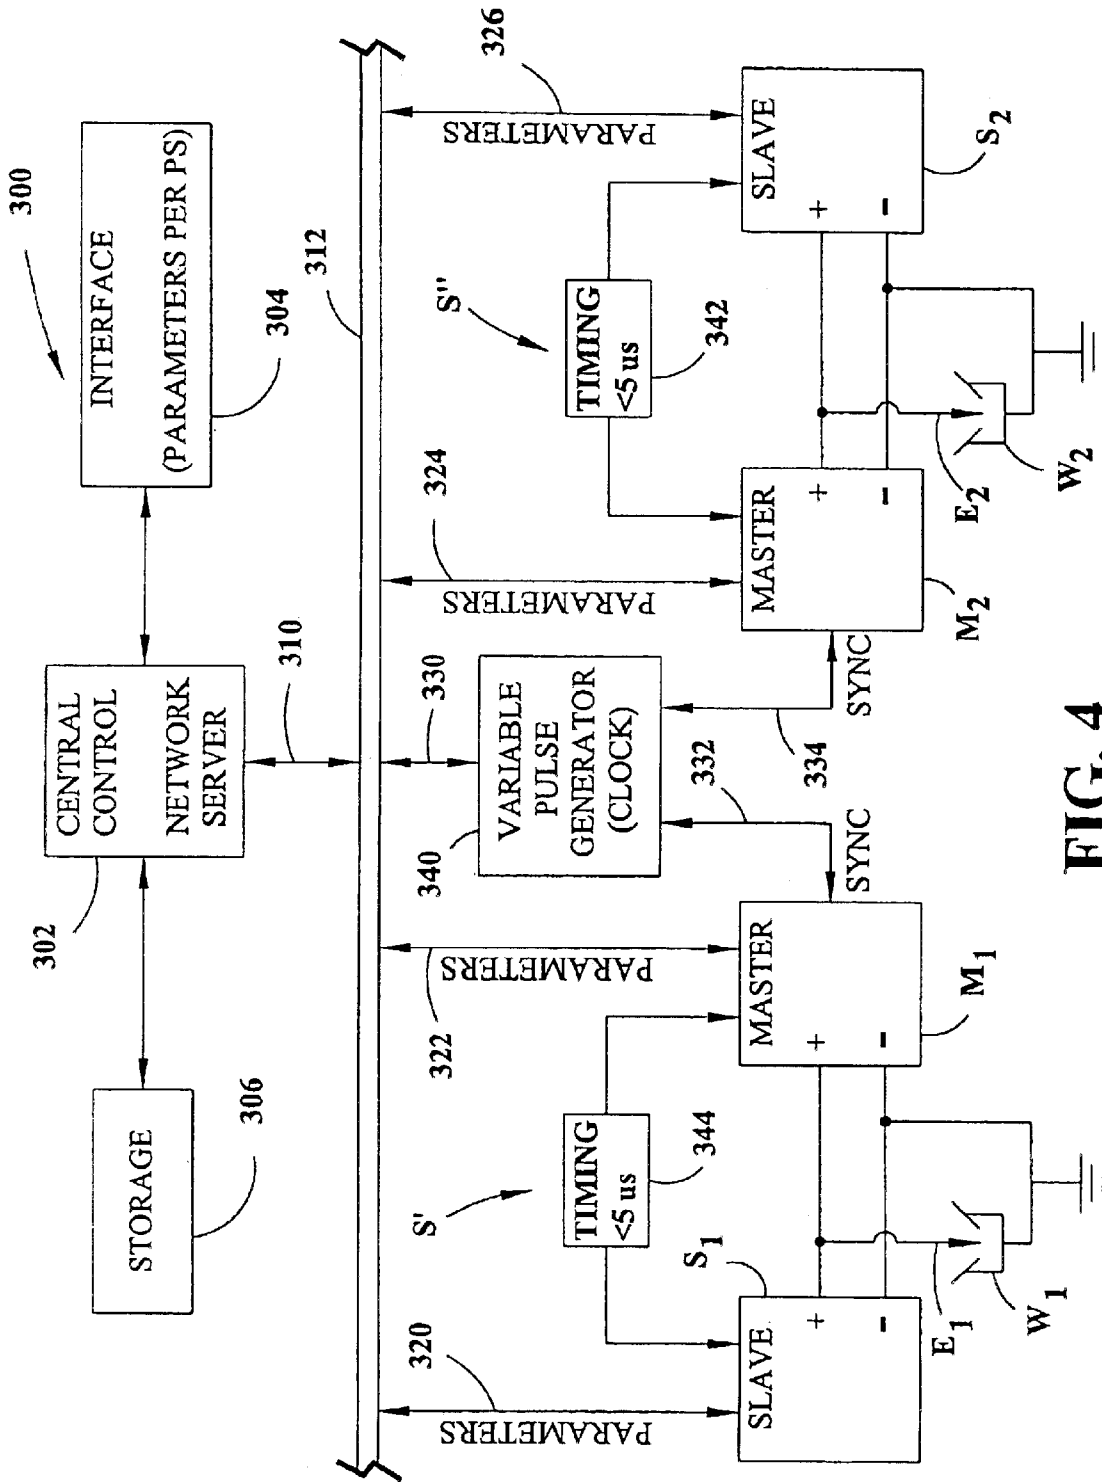 300
INTERFACE
(PARAMETERS PER PS)
304
CENTRAL
CONTROL
NETWORK
SERVER
302
STORAGE
306
310
312
320
PARAMETERS
322
PARAMETERS
324
PARAMETERS
326
PARAMETERS
330
VARIABLE
PULSE
GENERATOR
(CLOCK)
340
332
334
SYNC
SYNC
S'
TIMING
<5 us
344
S''
TIMING
<5 us
342
SLAVE
+
-
S1
MASTER
+
-
M1
E1
W1
MASTER
+
-
M2
SLAVE
+
-
S2
E2
W2
FIG. 4